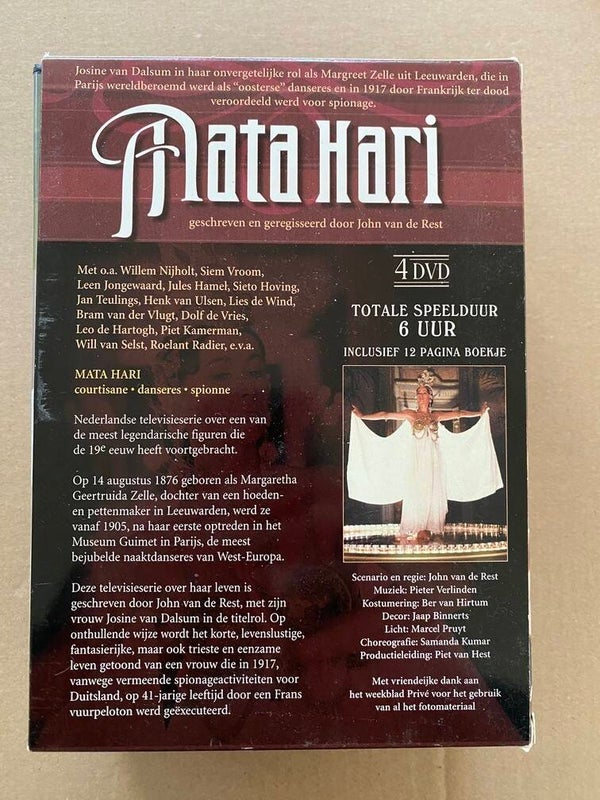 Josine van Dalsum in haar onvergetelijke rol als Margreet Zelle uit Leeuwarden, die in
Parijs wereldberoemd werd als “oosterse” danseres en in 1917 door Frankrijk ter dood
veroordeeld werd voor spionage.
Mata Hari
geschreven en geregisseerd door John van de Rest
Met o.a. Willem Nijholt, Siem Vroom,
Leen Jongewaard, Jules Hamel, Sieto Hoving,
Jan Teulings, Henk van Ulsen, Lies de Wind,
Bram van der Vlugt, Dolf de Vries,
Leo de Hartogh, Piet Kamerman,
Will van Selst, Roelant Radier, e.v.a.
MATA HARI
courtisane • danseres • spionne
Nederlandse televisieserie over een van
de meest legendarische figuren die
de 19e eeuw heeft voortgebracht.
Op 14 augustus 1876 geboren als Margaretha
Geertruida Zelle, dochter van een hoeden-
en pettenmaker in Leeuwarden, werd ze
vanaf 1905, na haar eerste optreden in het
Museum Guimet in Parijs, de meest
bejubelde naaktdanseres van West-Europa.
Deze televisieserie over haar leven is
geschreven door John van de Rest, met zijn
vrouw Josine van Dalsum in de titelrol. Op
onthullende wijze wordt het korte, levenslustige,
fantasierijke, maar ook trieste en eenzame
leven getoond van een vrouw die in 1917,
vanwege vermeende spionageactiviteiten voor
Duitsland, op 41-jarige leeftijd door een Frans
vuurpeloton werd geëxecuteerd.
4 DVD
TOTALE SPEELDUUR
6 UUR
INCLUSIEF 12 PAGINA BOEKJE
Scenario en regie: John van de Rest
Muziek: Pieter Verlinden
Kostumering: Ber van Hirtum
Decor: Jaap Binnerts
Licht: Marcel Pruyt
Choreografie: Samanda Kumar
Productieleiding: Piet van Hest
Met vriendelijke dank aan
het weekblad Privé voor het gebruik
van al het fotomateriaal